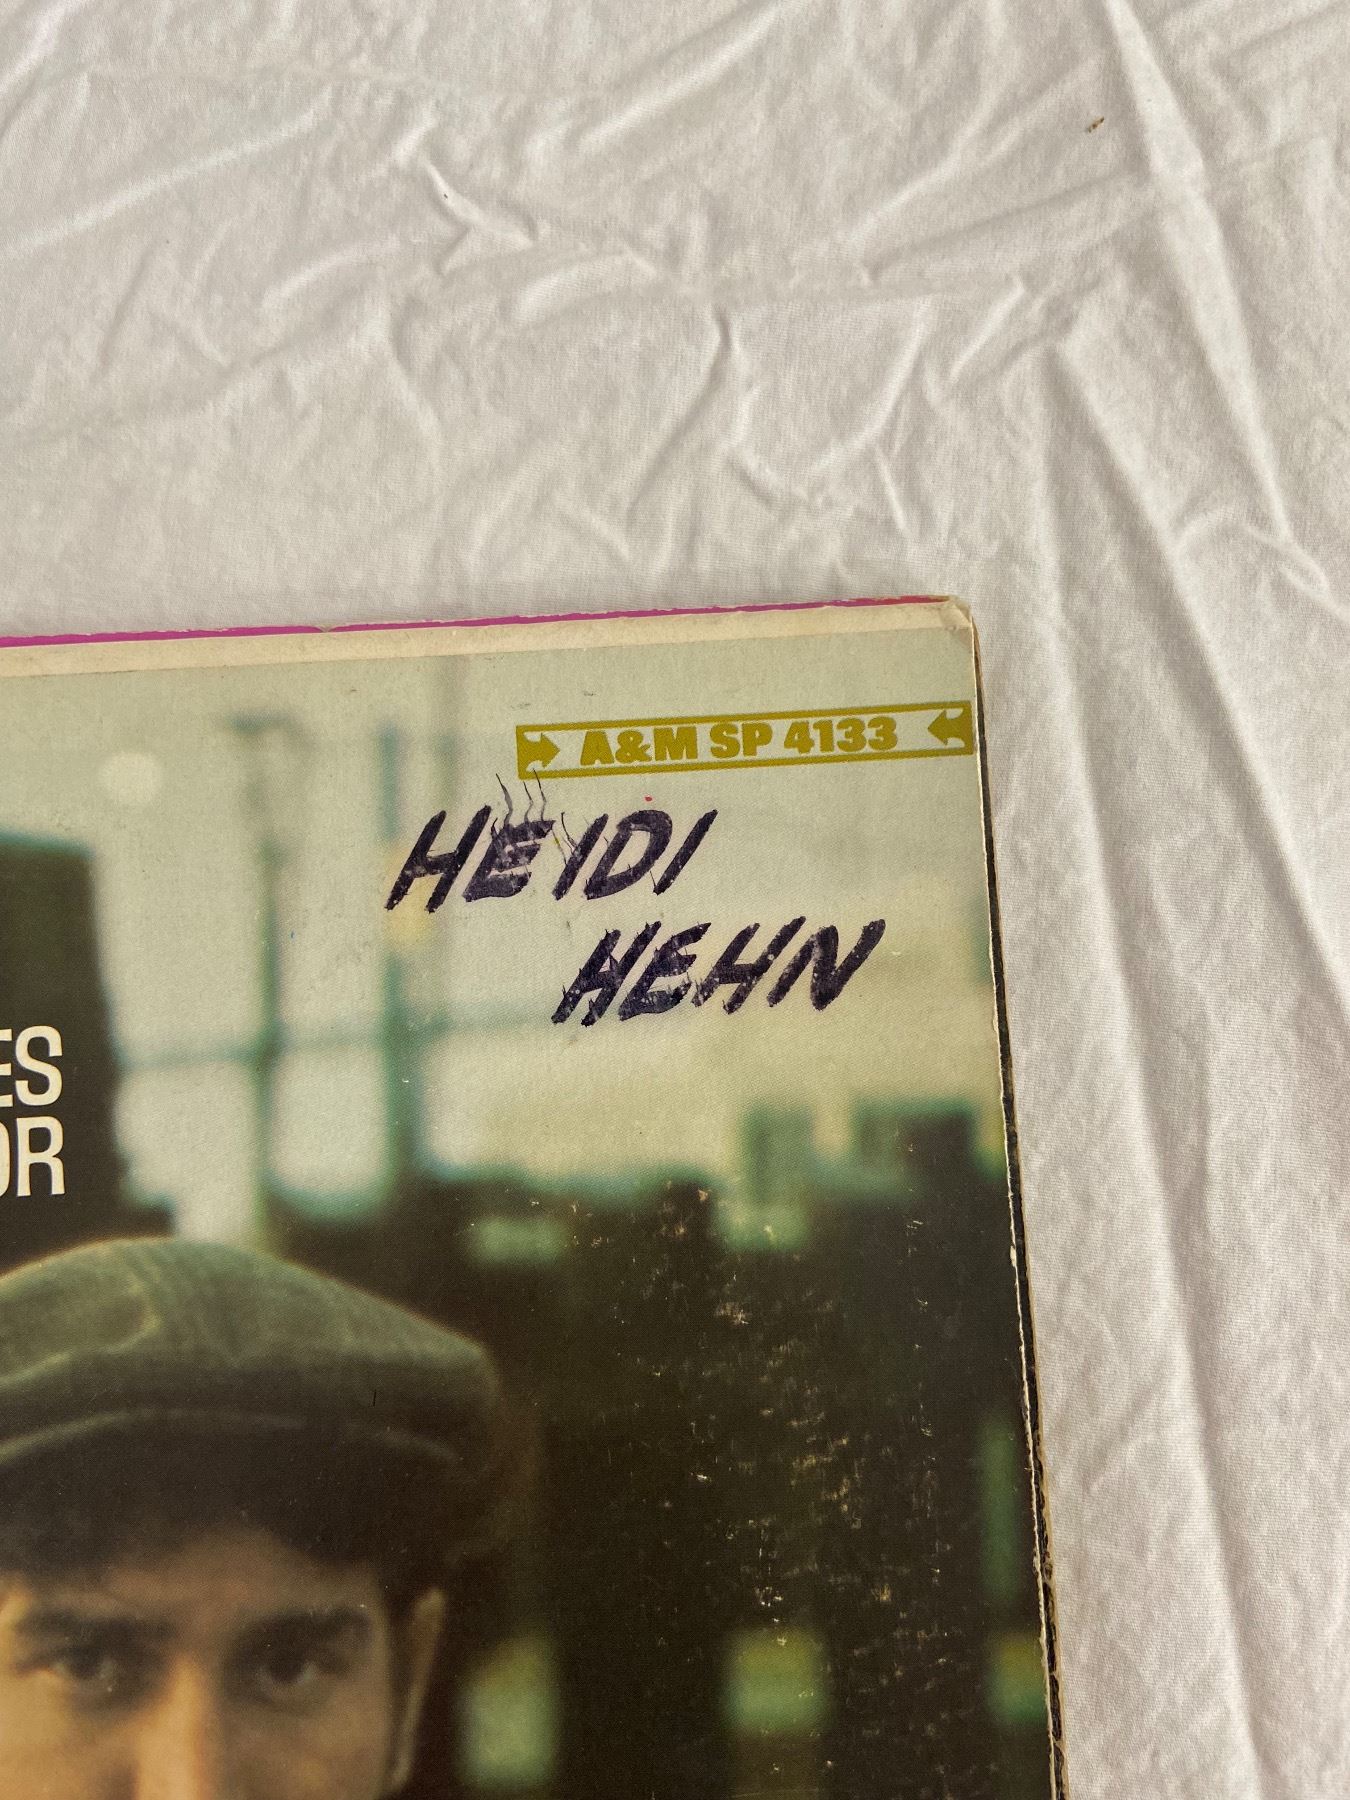 A&M SP 4133
HEIDI
HEHN
ES
OR